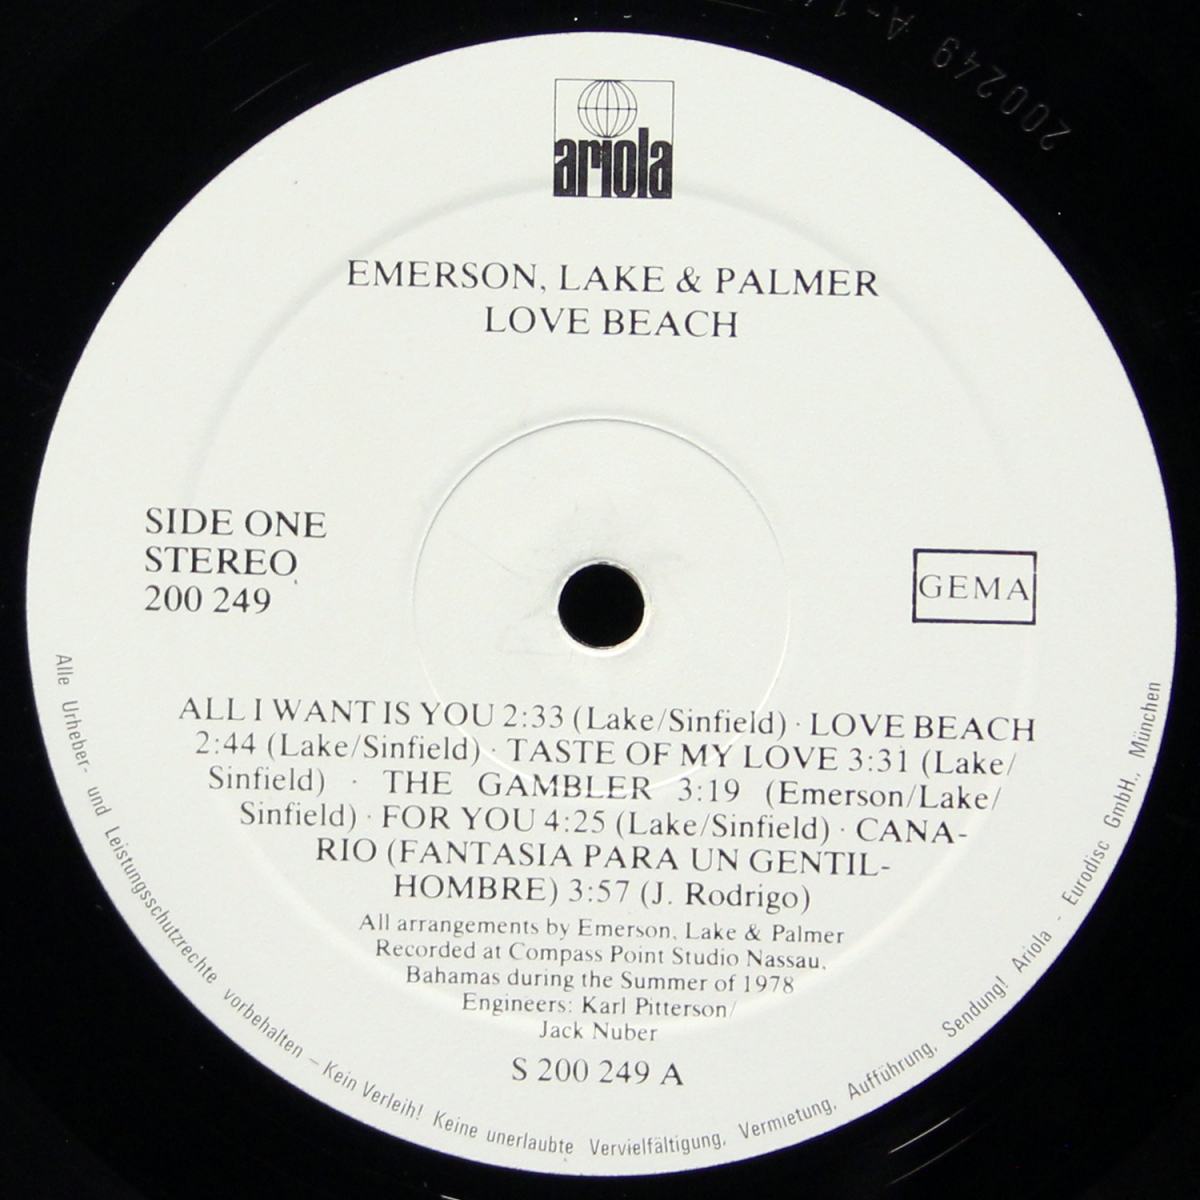 200249 A-1
ariola
EMERSON, LAKE & PALMER
LOVE BEACH
SIDE ONE
STEREO
200 249
GEMA
ALL I WANT IS YOU 2:33 (Lake/Sinfield) · LOVE BEACH
2:44 (Lake/Sinfield) · TASTE OF MY LOVE 3:31 (Lake/
Sinfield) · THE GAMBLER 3:19 (Emerson/Lake/
Sinfield) · FOR YOU 4:25 (Lake/Sinfield) · CANA-
RIO (FANTASIA PARA UN GENTIL-
HOMBRE) 3:57 (J. Rodrigo)
All arrangements by Emerson, Lake & Palmer
Recorded at Compass Point Studio Nassau,
Bahamas during the Summer of 1978
Engineers: Karl Pitterson/
Jack Nuber
S 200 249 A
Alle Urheber- und Leistungsschutzrechte vorbehalten – Kein Verleih! Keine unerlaubte Vervielfältigung, Vermietung, Aufführung, Sendung! Ariola - Eurodisc GmbH., München